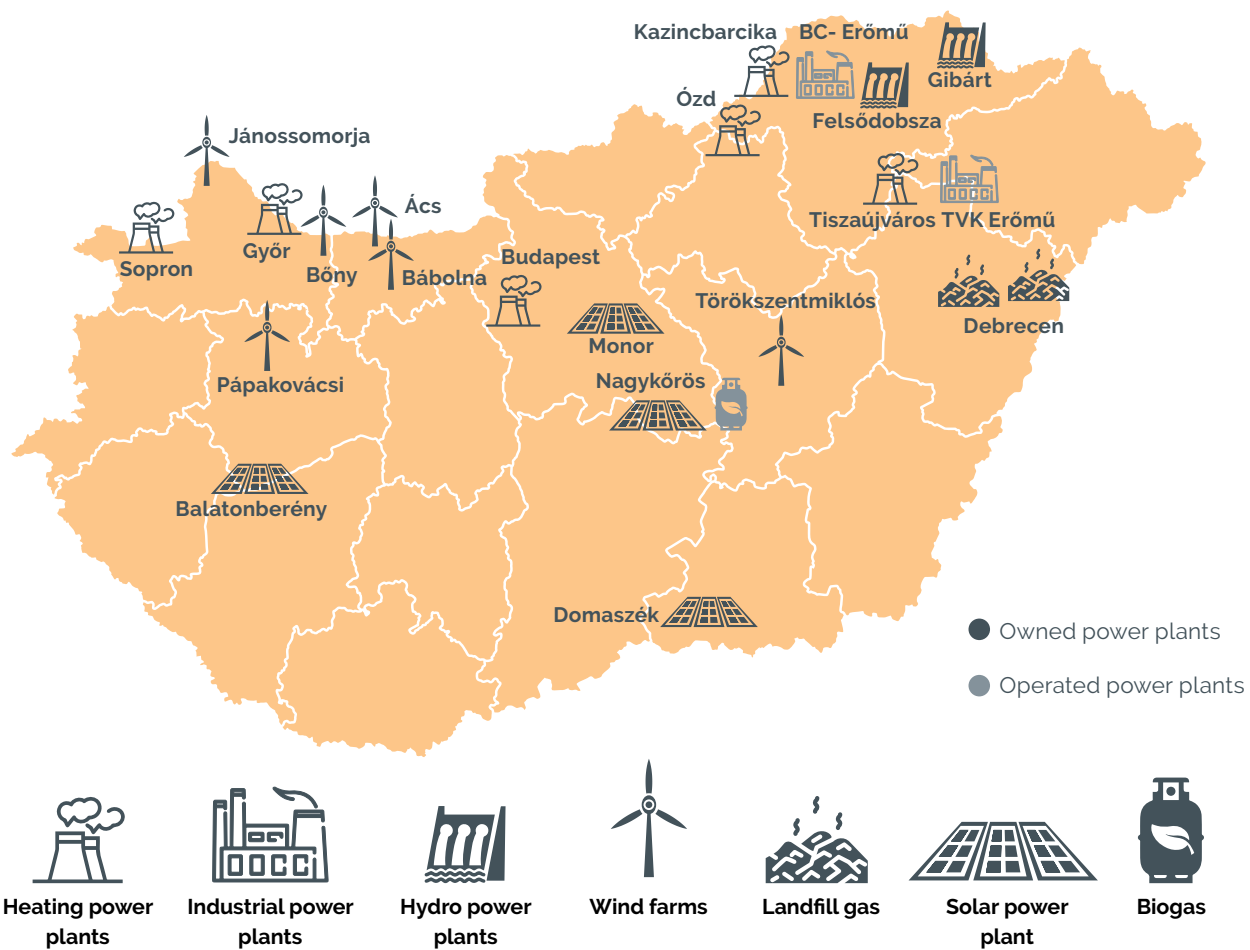 Kazincbarcika
BC- Erőmű
Gibárt
Ózd
Felsődobsza
Jánossomorja
Tiszaújváros
TVK Erőmű
Ács
Győr
Sopron
Bőny
Bábolna
Budapest
Törökszentmiklós
Debrecen
Monor
Pápakovácsi
Nagykőrös
Balatonberény
Domaszék
Owned power plants
Operated power plants
Heating power
plants
Industrial power
plants
Hydro power
plants
Wind farms
Landfill gas
Solar power
plant
Biogas